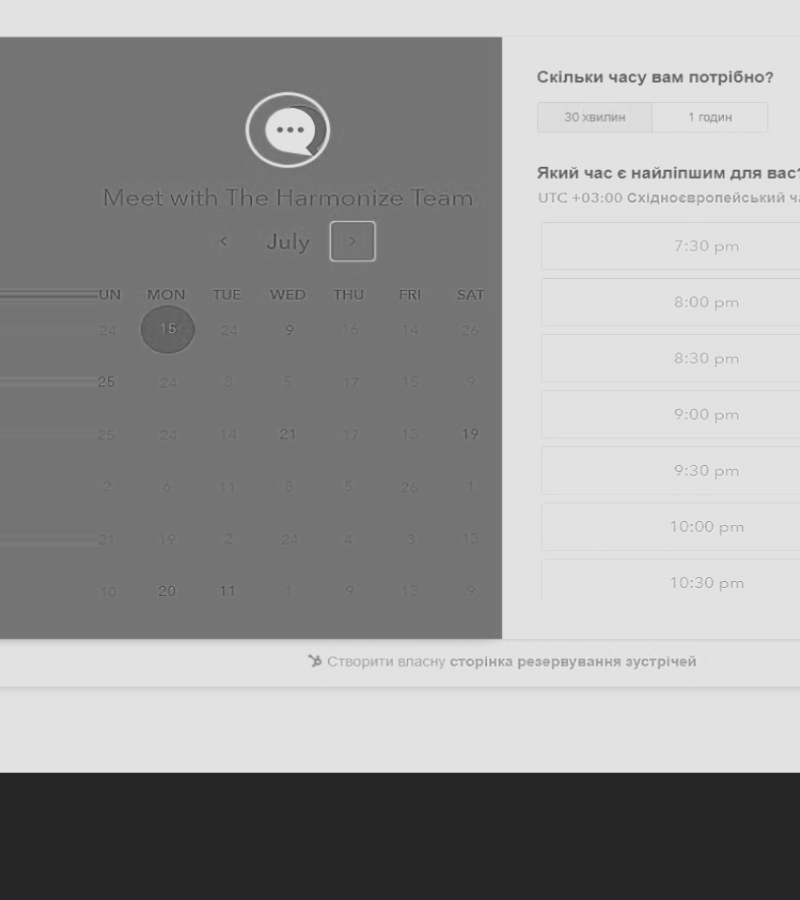 Meet with The Harmonize Team
July
UN MON TUE WED THU FRI SAT
24 15 24 9 16 14 26
25 24 8 5 17 15 9
25 24 14 21 17 13 19
2 6 11 8 5 26 1
21 19 2 24 4 3 13
10 20 11 1 9 13 9
Скільки часу вам потрібно?
30 хвилин 1 годин
Який час є найліпшим для вас?
UTC +03:00 Східноєвропейський ча
7:30 pm
8:00 pm
8:30 pm
9:00 pm
9:30 pm
10:00 pm
10:30 pm
Створити власну сторінка резервування зустрічей